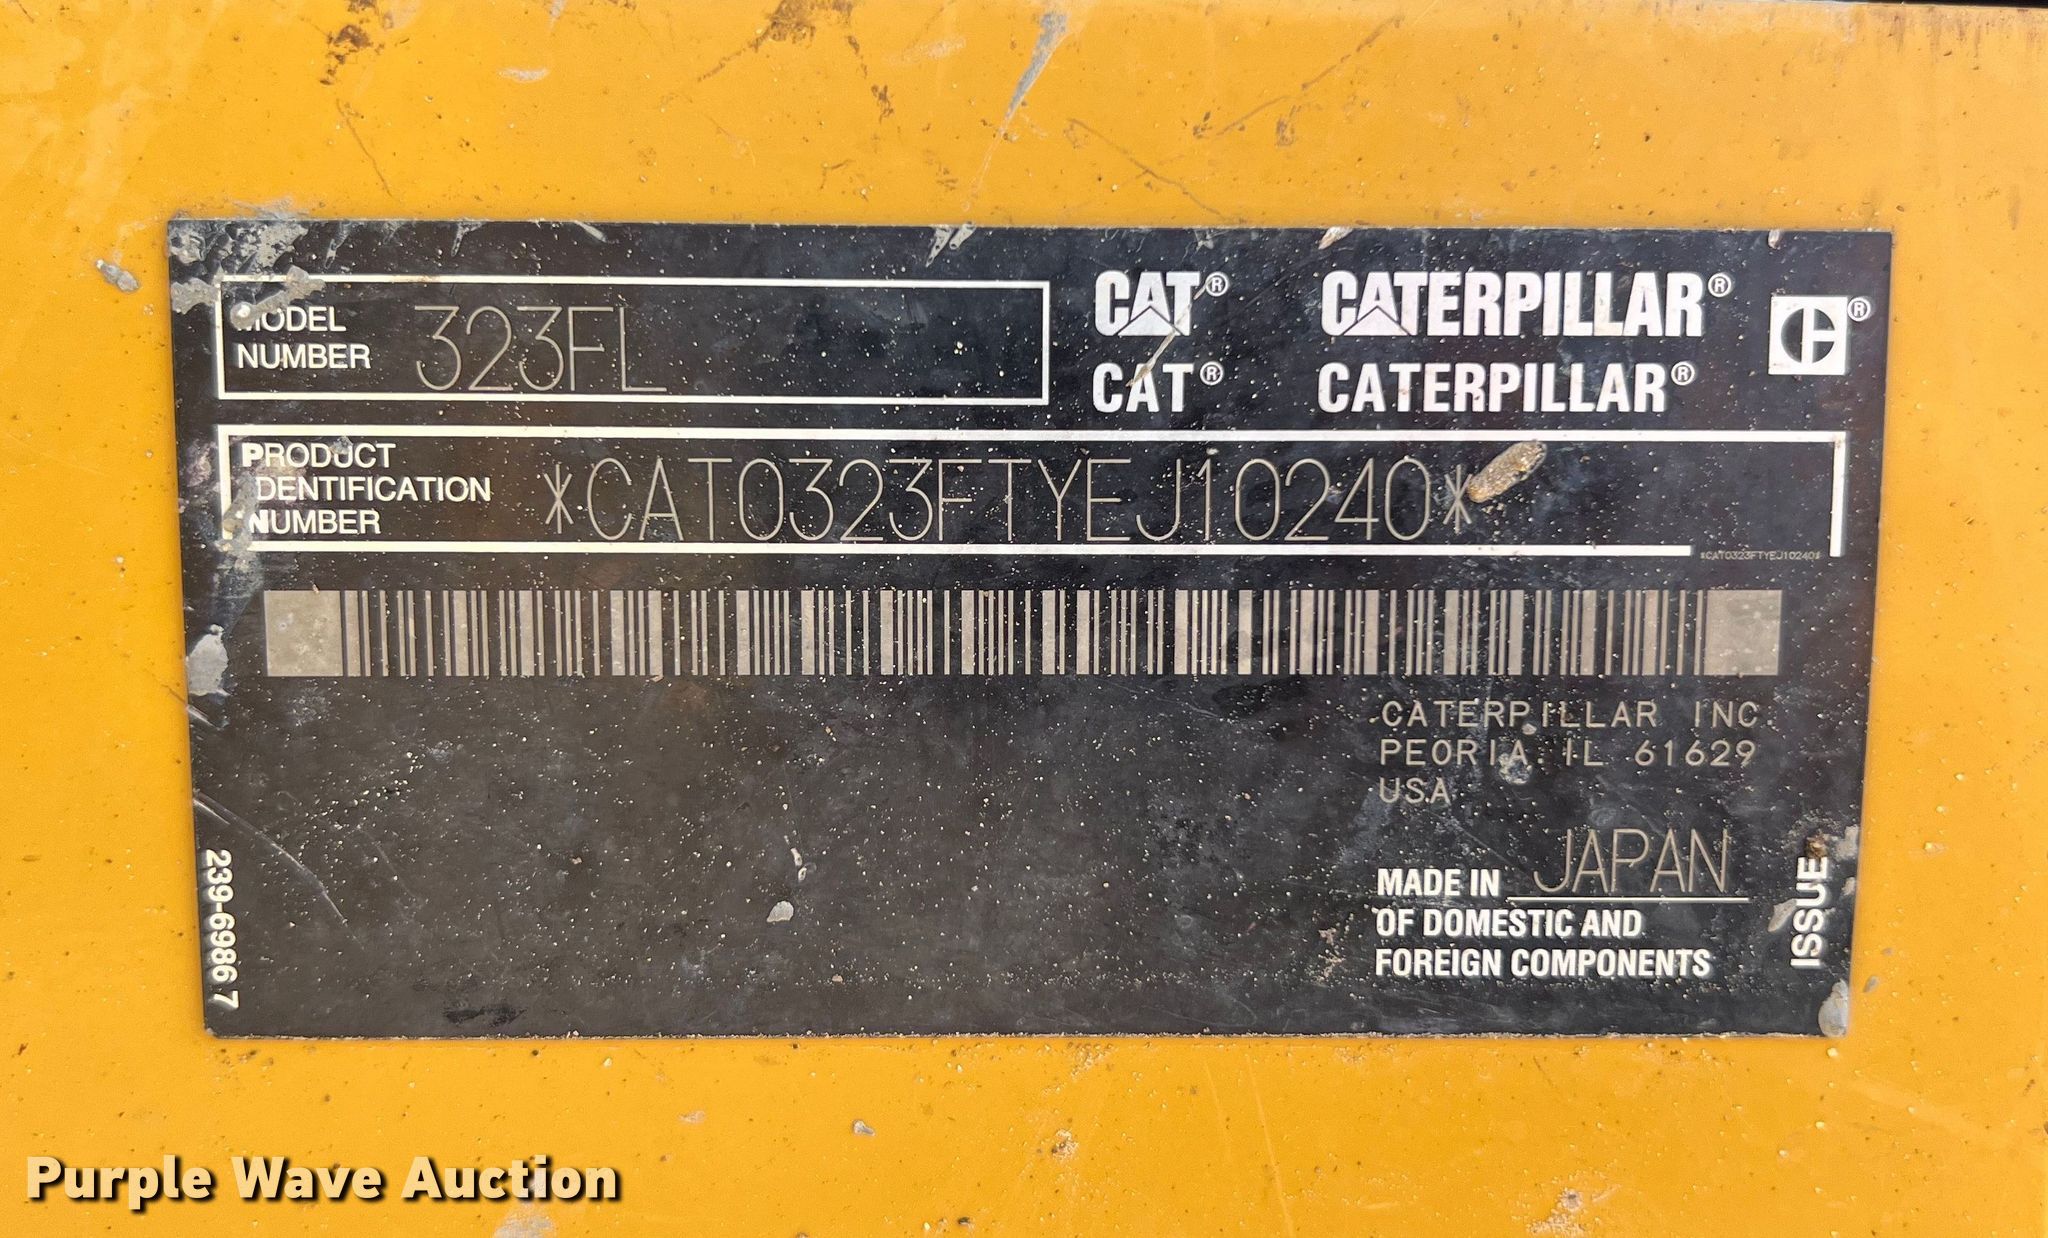 MODEL
NUMBER 323FL
CAT® CATERPILLAR®
CAT® CATERPILLAR®
PRODUCT
IDENTIFICATION
NUMBER
*CAT0323FTYEJ10240*
*CAT0323FTYEJ10240*
CATERPILLAR INC
PEORIA IL 61629
USA
MADE IN JAPAN
OF DOMESTIC AND
FOREIGN COMPONENTS
ISSUE
239-6986 7
Purple Wave Auction